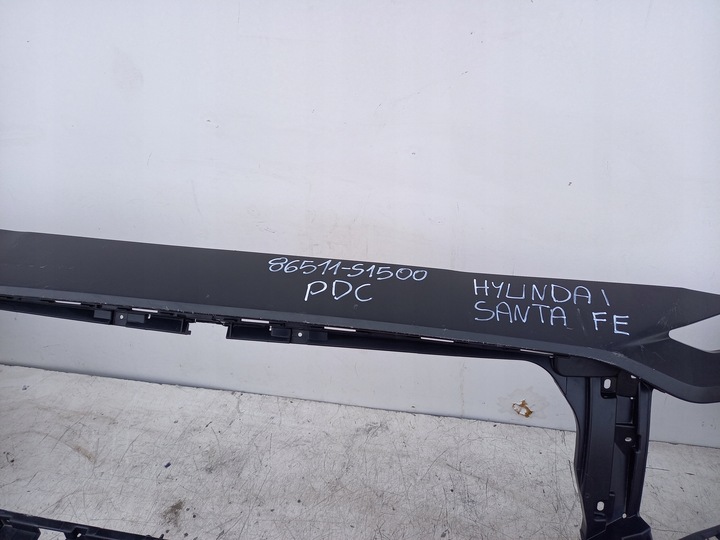 86511-S1500
PDC
HYUNDAI
SANTA FE